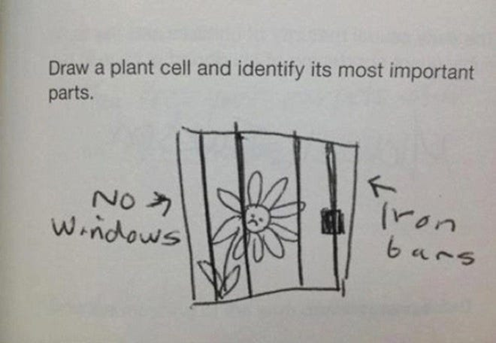 Draw a plant cell and identify its most important
parts.
No
Windows
Iron
bars